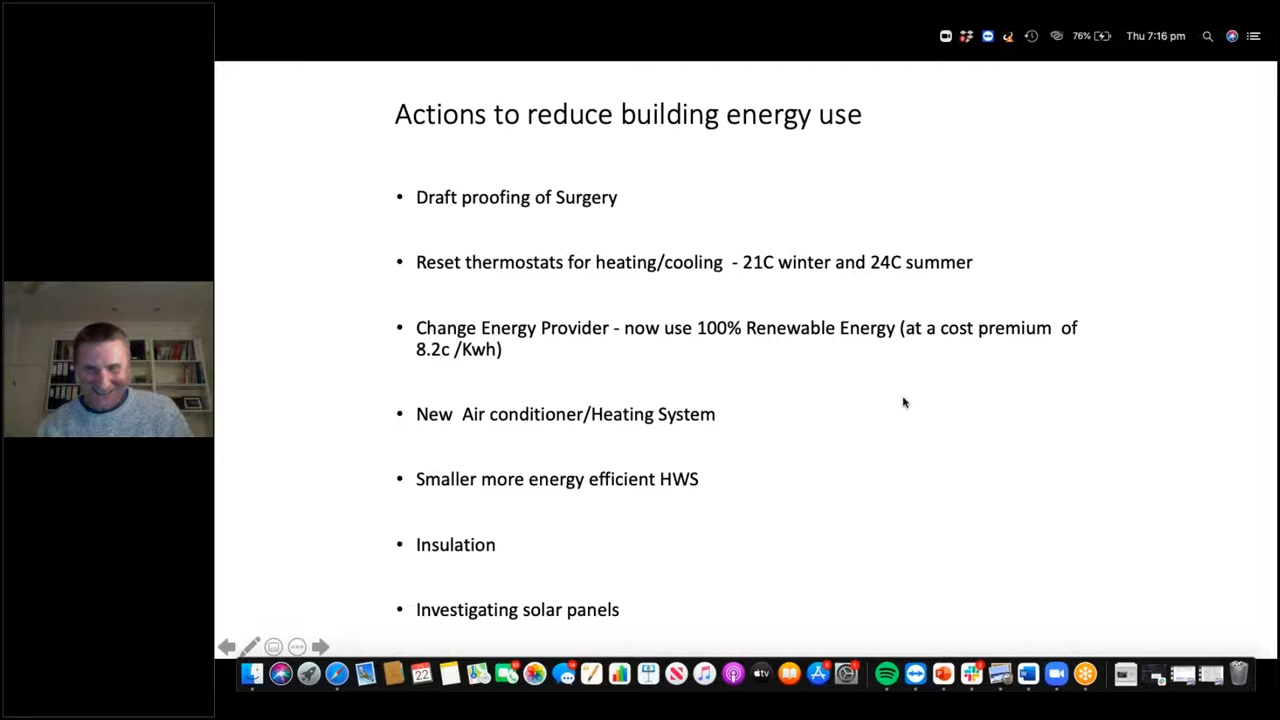 76%
Thu 7:16 pm
Actions to reduce building energy use
• Draft proofing of Surgery
• Reset thermostats for heating/cooling - 21C winter and 24C summer
• Change Energy Provider - now use 100% Renewable Energy (at a cost premium of
8.2c /Kwh)
• New Air conditioner/Heating System
• Smaller more energy efficient HWS
• Insulation
• Investigating solar panels
22
tv